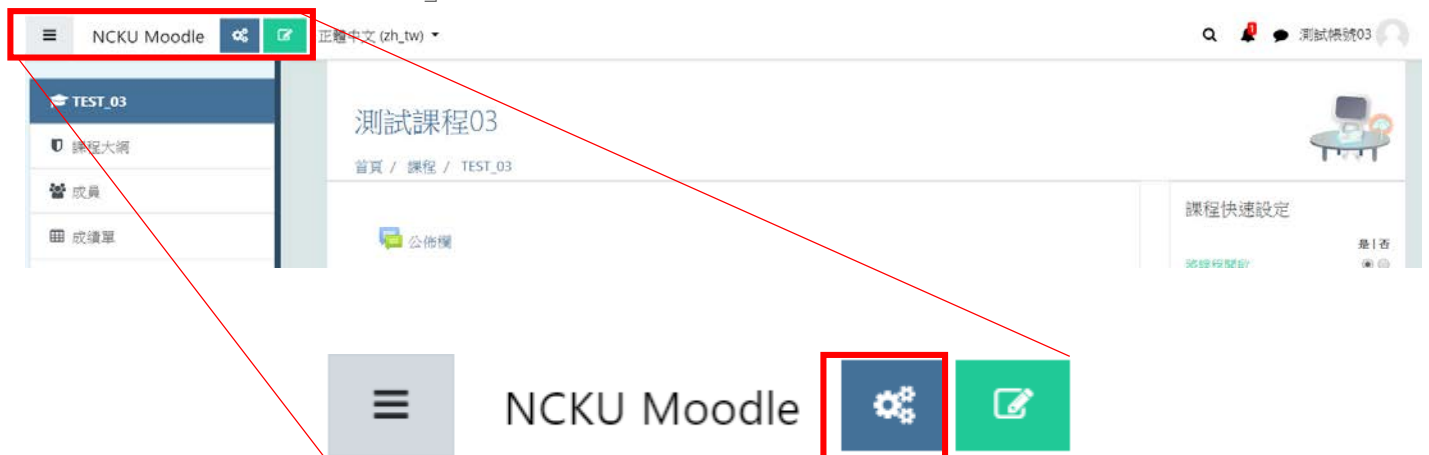 NCKU Moodle
正體中文 (zh_tw)
測試帳號03
TEST_03
測試課程03
課程大綱
首頁 / 課程 / TEST_03
成員
課程快速設定
成績單
公佈欄
是 | 否
NCKU Moodle